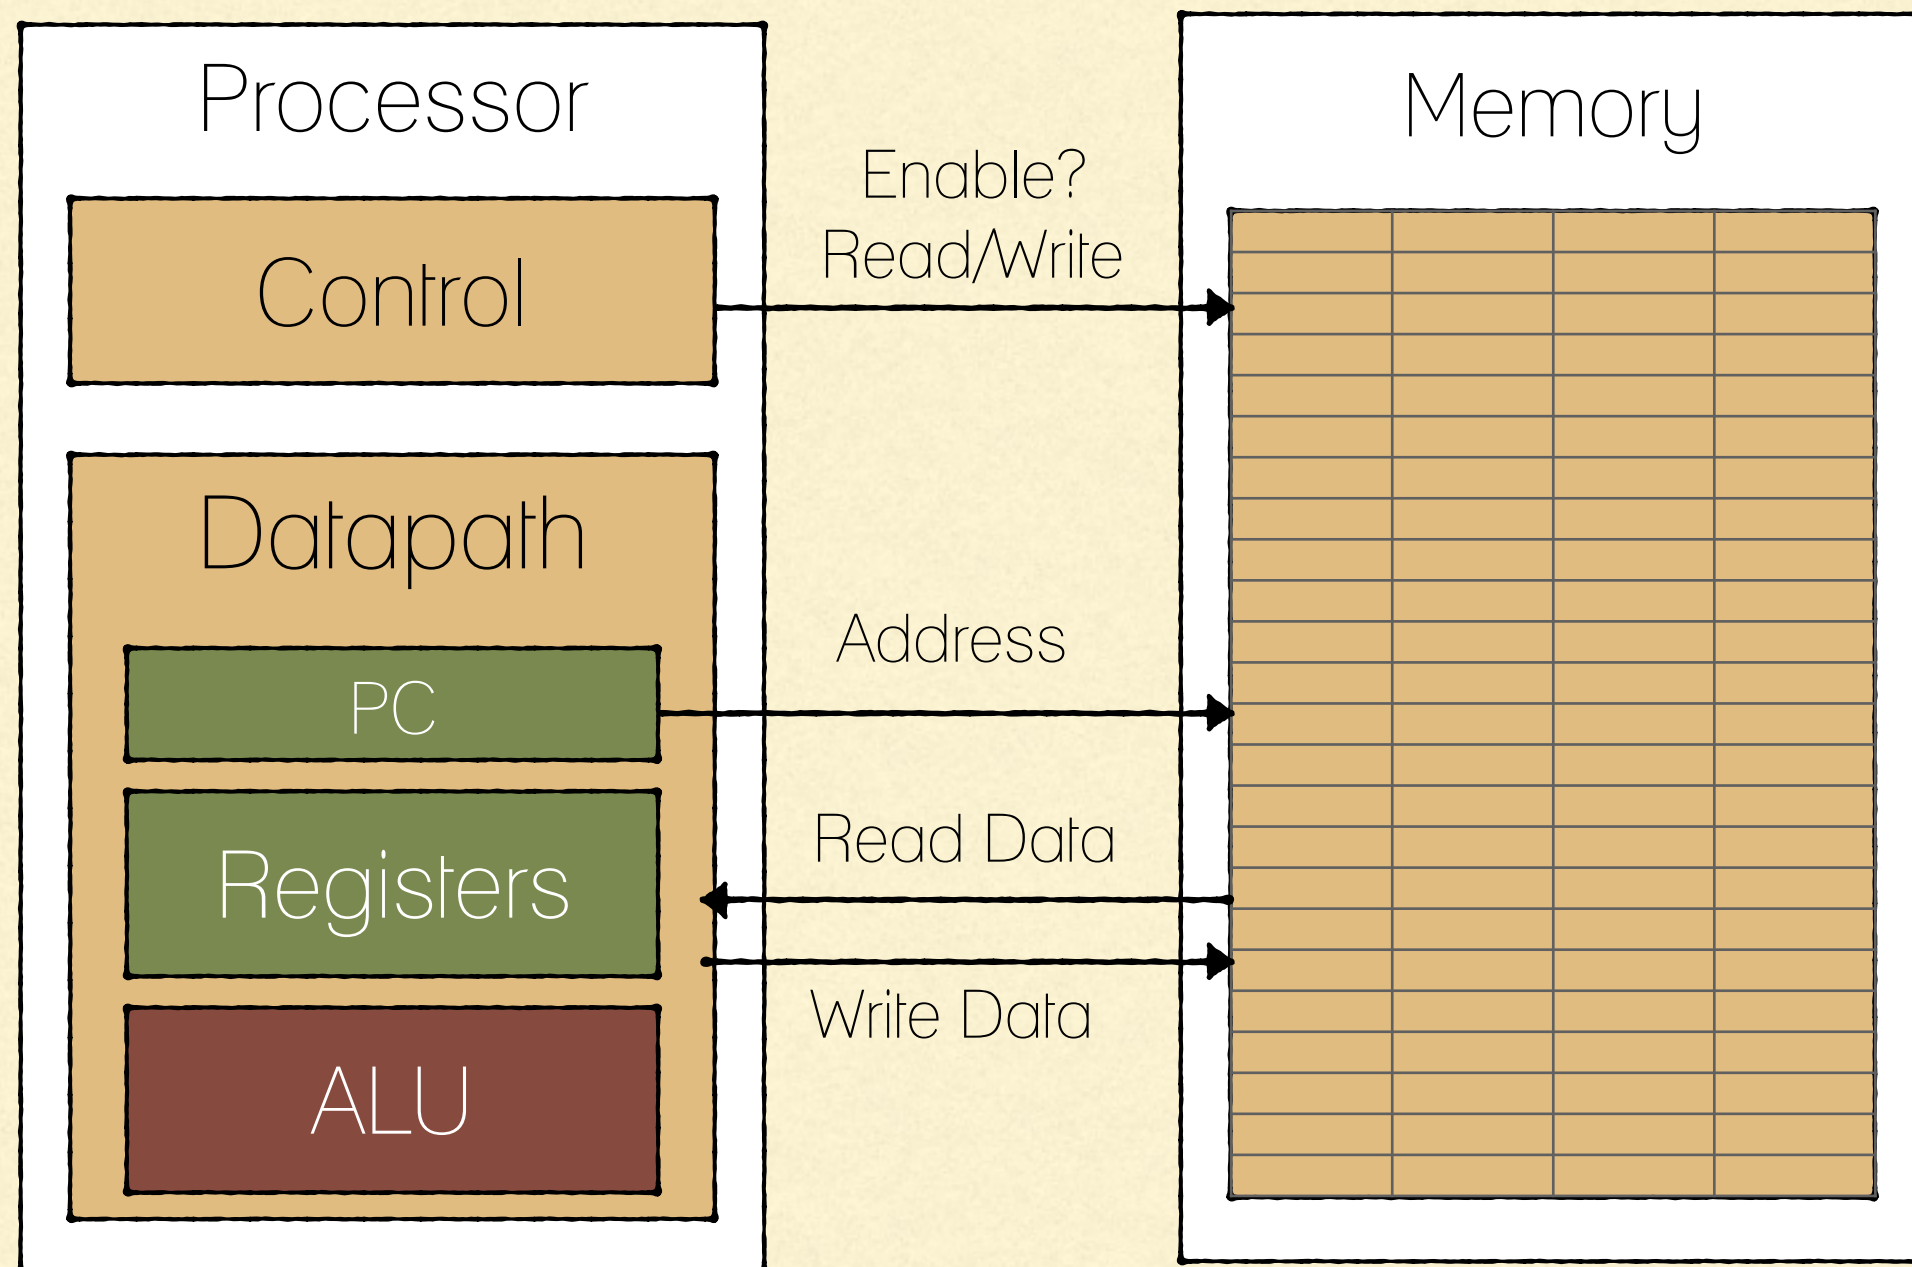 Processor
Control
Datapath
PC
Registers
ALU
Enable?
Read/Write
Address
Read Data
Write Data
Memory